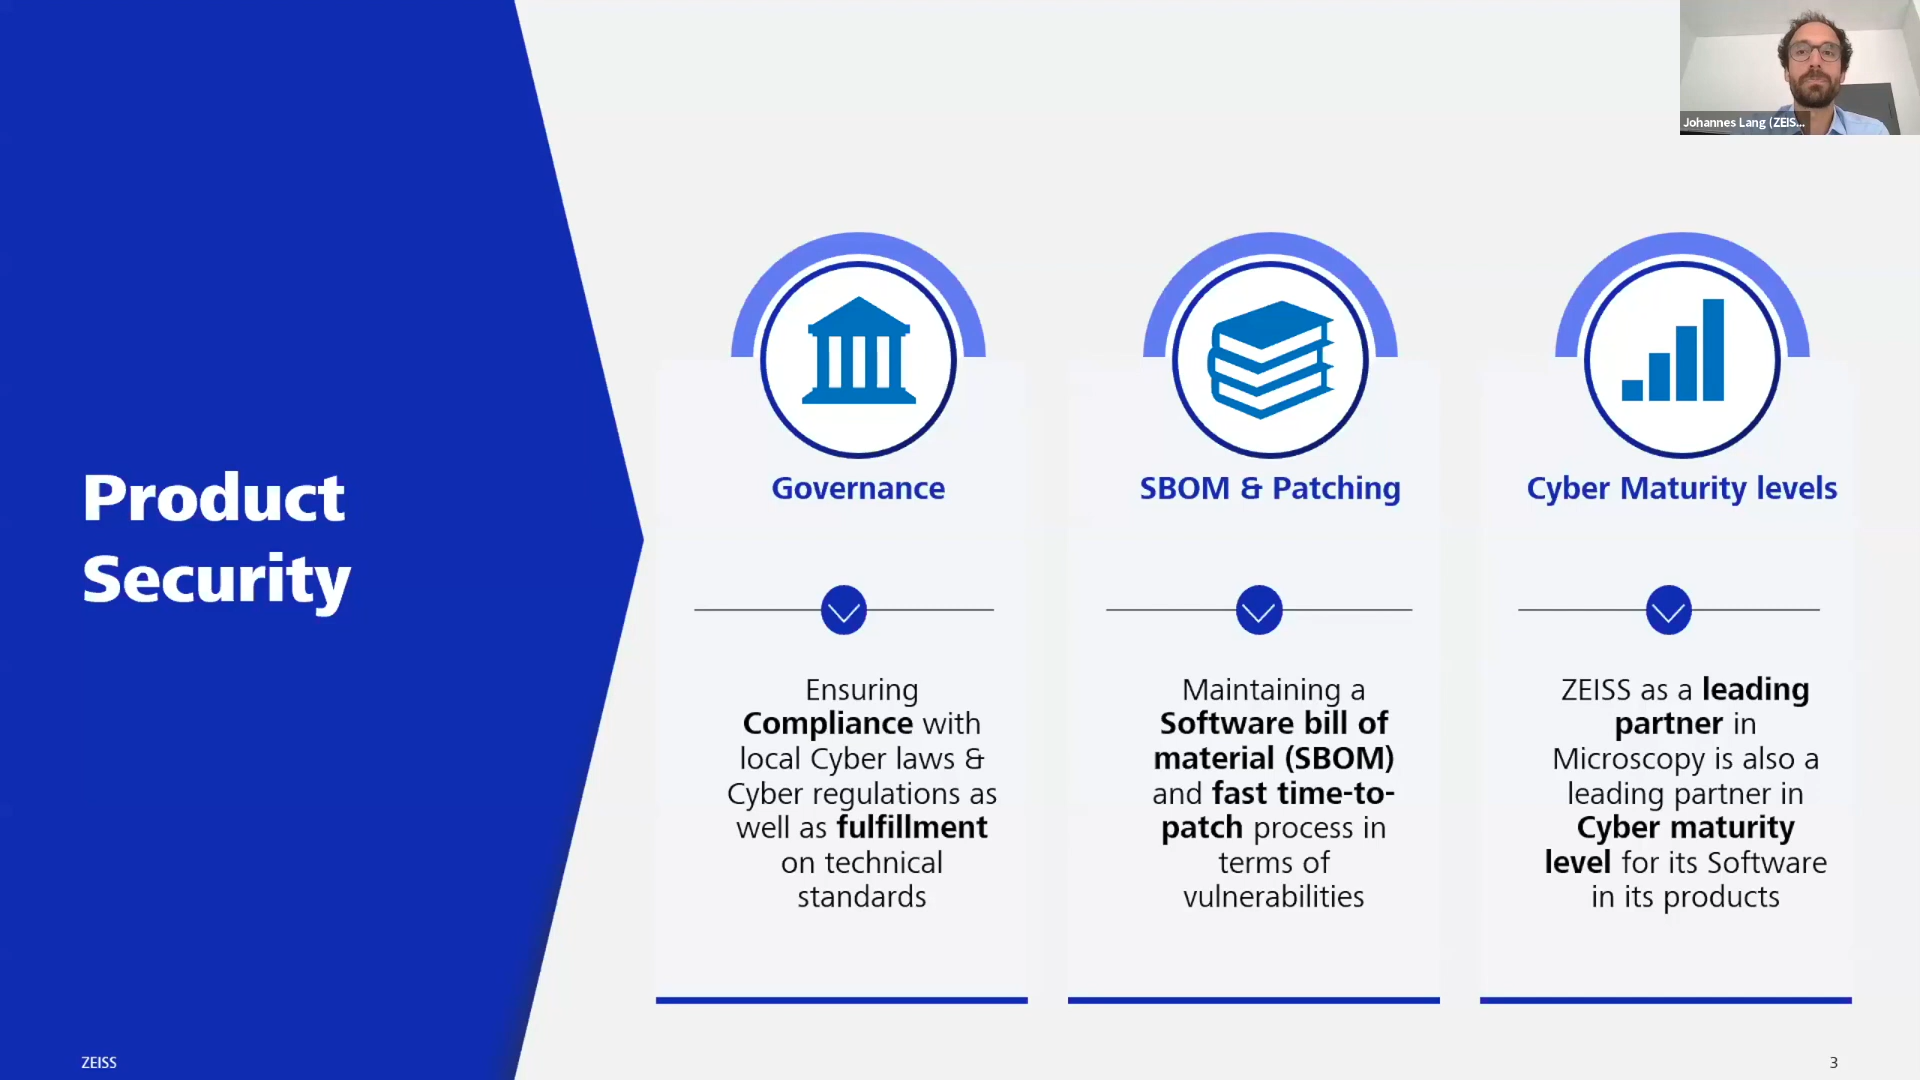 Johannes Lang (ZEIS...
Product
Security
Governance
Ensuring
Compliance with
local Cyber laws &
Cyber regulations as
well as fulfillment
on technical
standards
SBOM & Patching
Maintaining a
Software bill of
material (SBOM)
and fast time-to-
patch process in
terms of
vulnerabilities
Cyber Maturity levels
ZEISS as a leading
partner in
Microscopy is also a
leading partner in
Cyber maturity
level for its Software
in its products
ZEISS
3